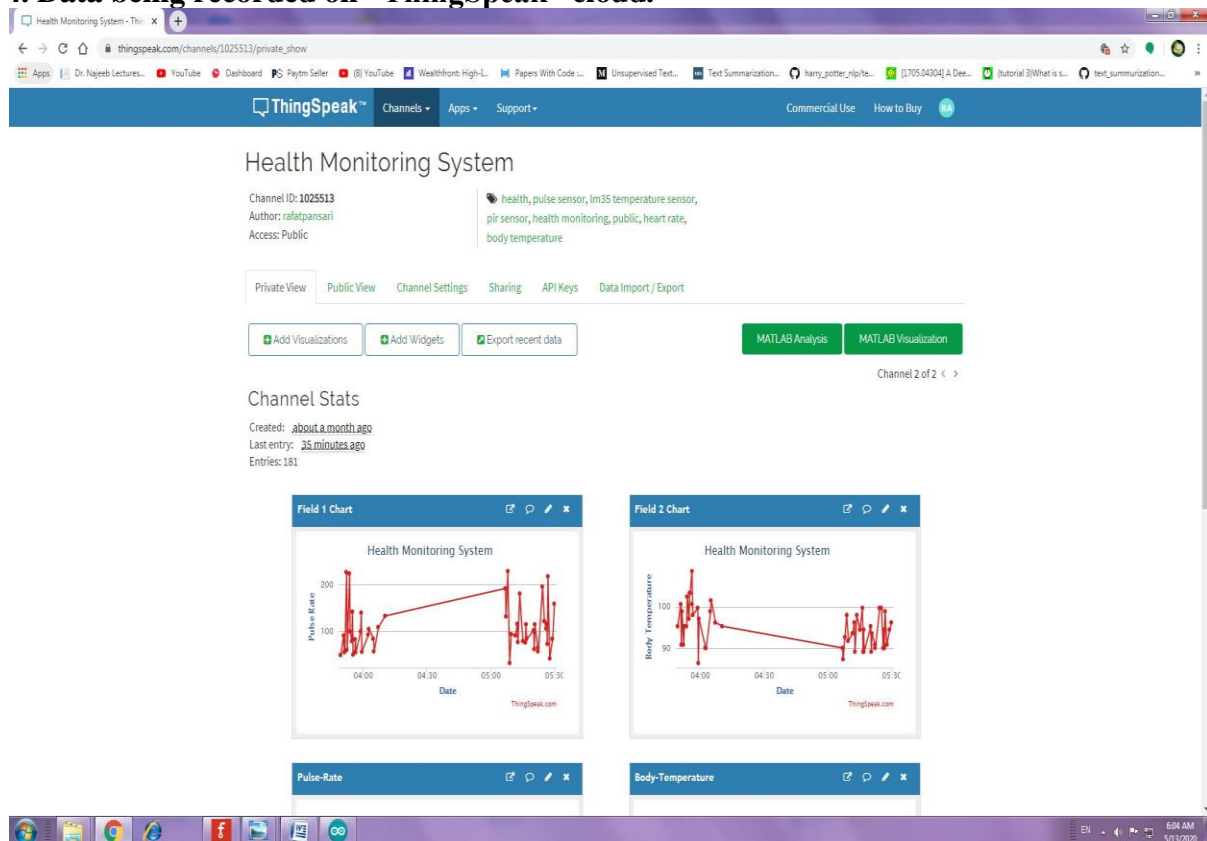 4. Data being recorded on "ThingSpeak" cloud.
Health Monitoring System - Thin
thingspeak.com/channels/1025513/private_show
Apps Dr. Najeeb Lectures... YouTube Dashboard Paytm Seller (8) YouTube Wealthfront: High-I... Papers With Code :... Unsupervised Text... Text Summarization... harry_potter_nlp/te... [1705.04304] A Dee... (tutorial 3)What is s... text_summurization... »
ThingSpeak™ Channels Apps Support Commercial Use How to Buy RA
Health Monitoring System
Channel ID: 1025513
Author: rafatpansari
Access: Public
health, pulse sensor, lm35 temperature sensor,
pir sensor, health monitoring, public, heart rate,
body temperature
Private View Public View Channel Settings Sharing API Keys Data Import / Export
Add Visualizations Add Widgets Export recent data MATLAB Analysis MATLAB Visualization
Channel 2 of 2 < >
Channel Stats
Created: about a month ago
Last entry: 35 minutes ago
Entries: 181
Field 1 Chart
Health Monitoring System
Pulse Rate
200
100
04:00 04:30 05:00 05:3
Date
ThingSpeak.com
Field 2 Chart
Health Monitoring System
Body Temperature
100
90
04:00 04:30 05:00 05:30
Date
ThingSpeak.com
Pulse-Rate
Body-Temperature
EN
6:04 AM
5/13/2020